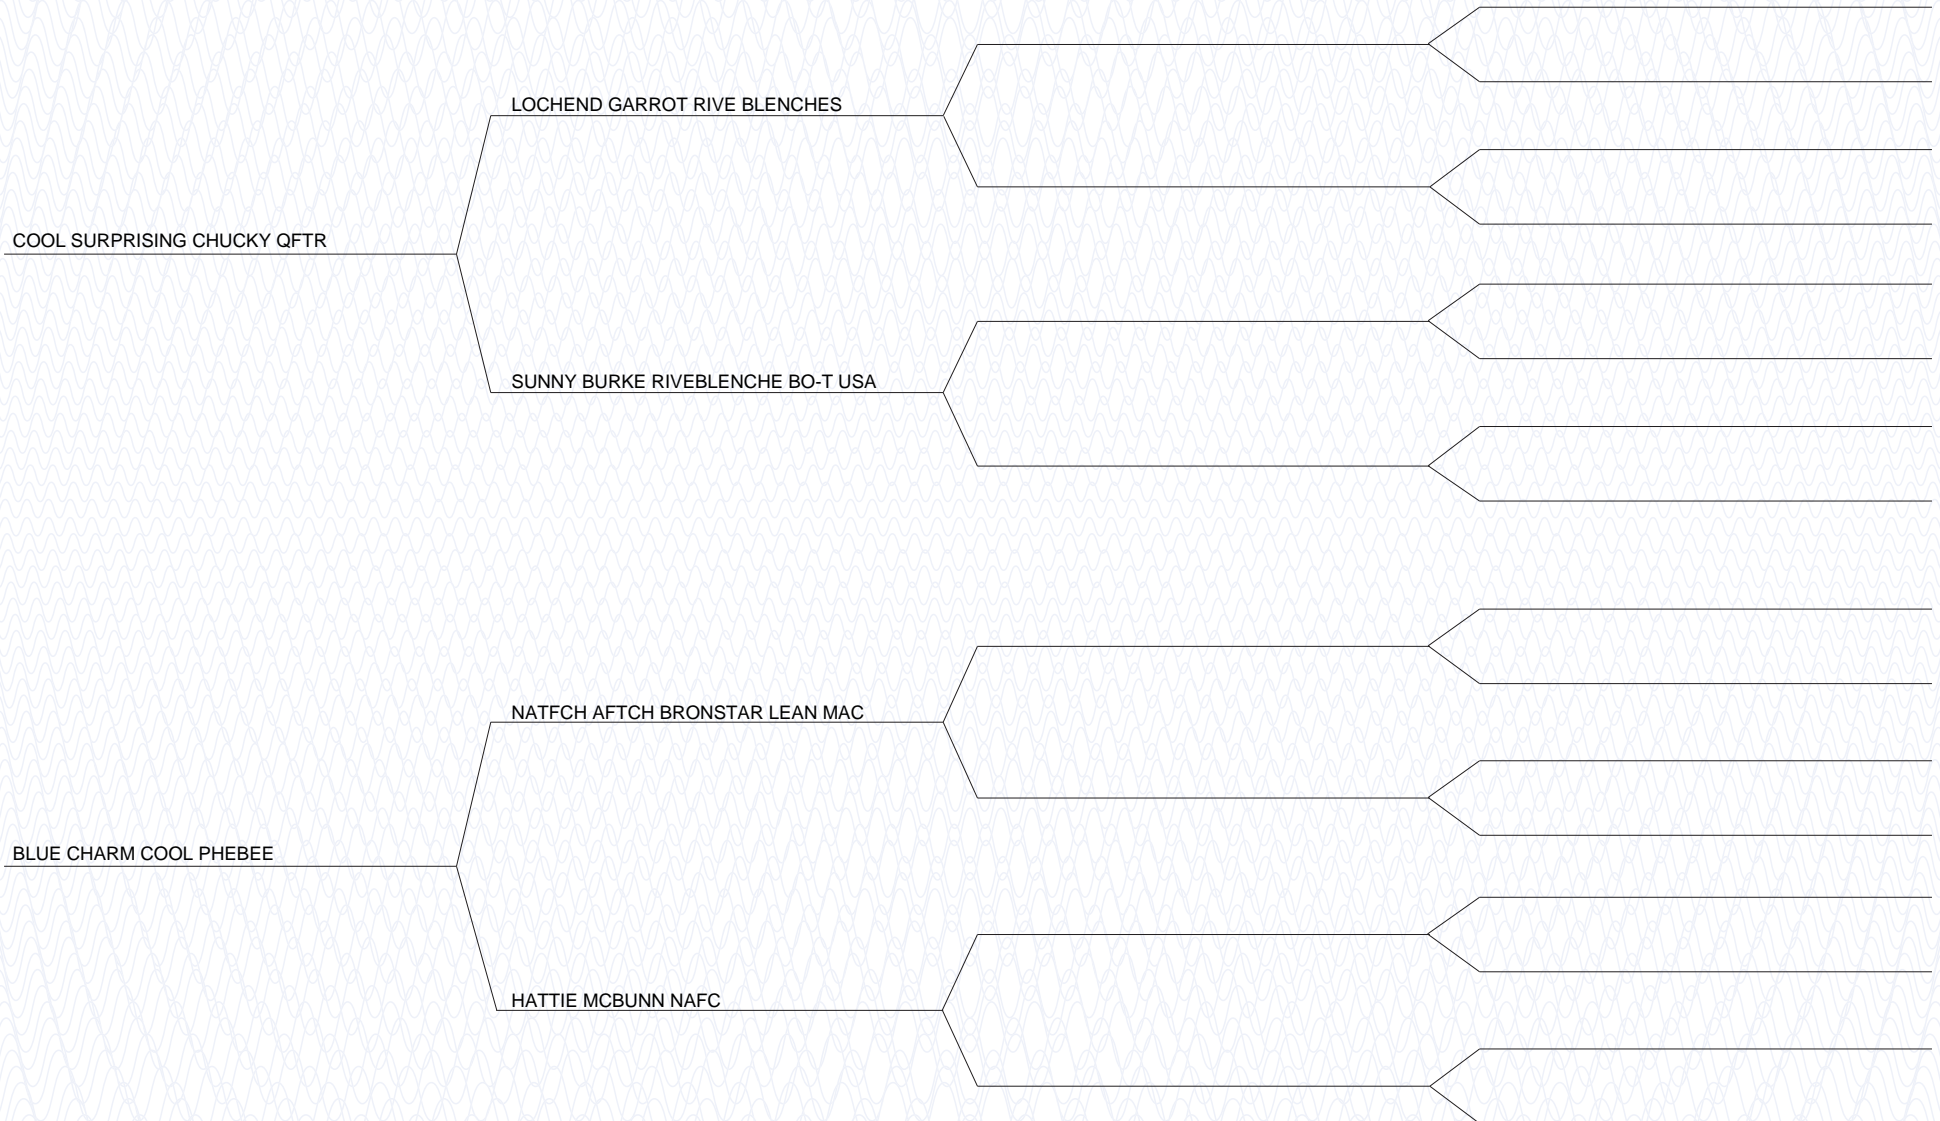 LOCHEND GARROT RIVE BLENCHES
COOL SURPRISING CHUCKY QFTR
SUNNY BURKE RIVEBLENCHE BO-T USA
NATFCH AFTCH BRONSTAR LEAN MAC
BLUE CHARM COOL PHEBEE
HATTIE MCBUNN NAFC